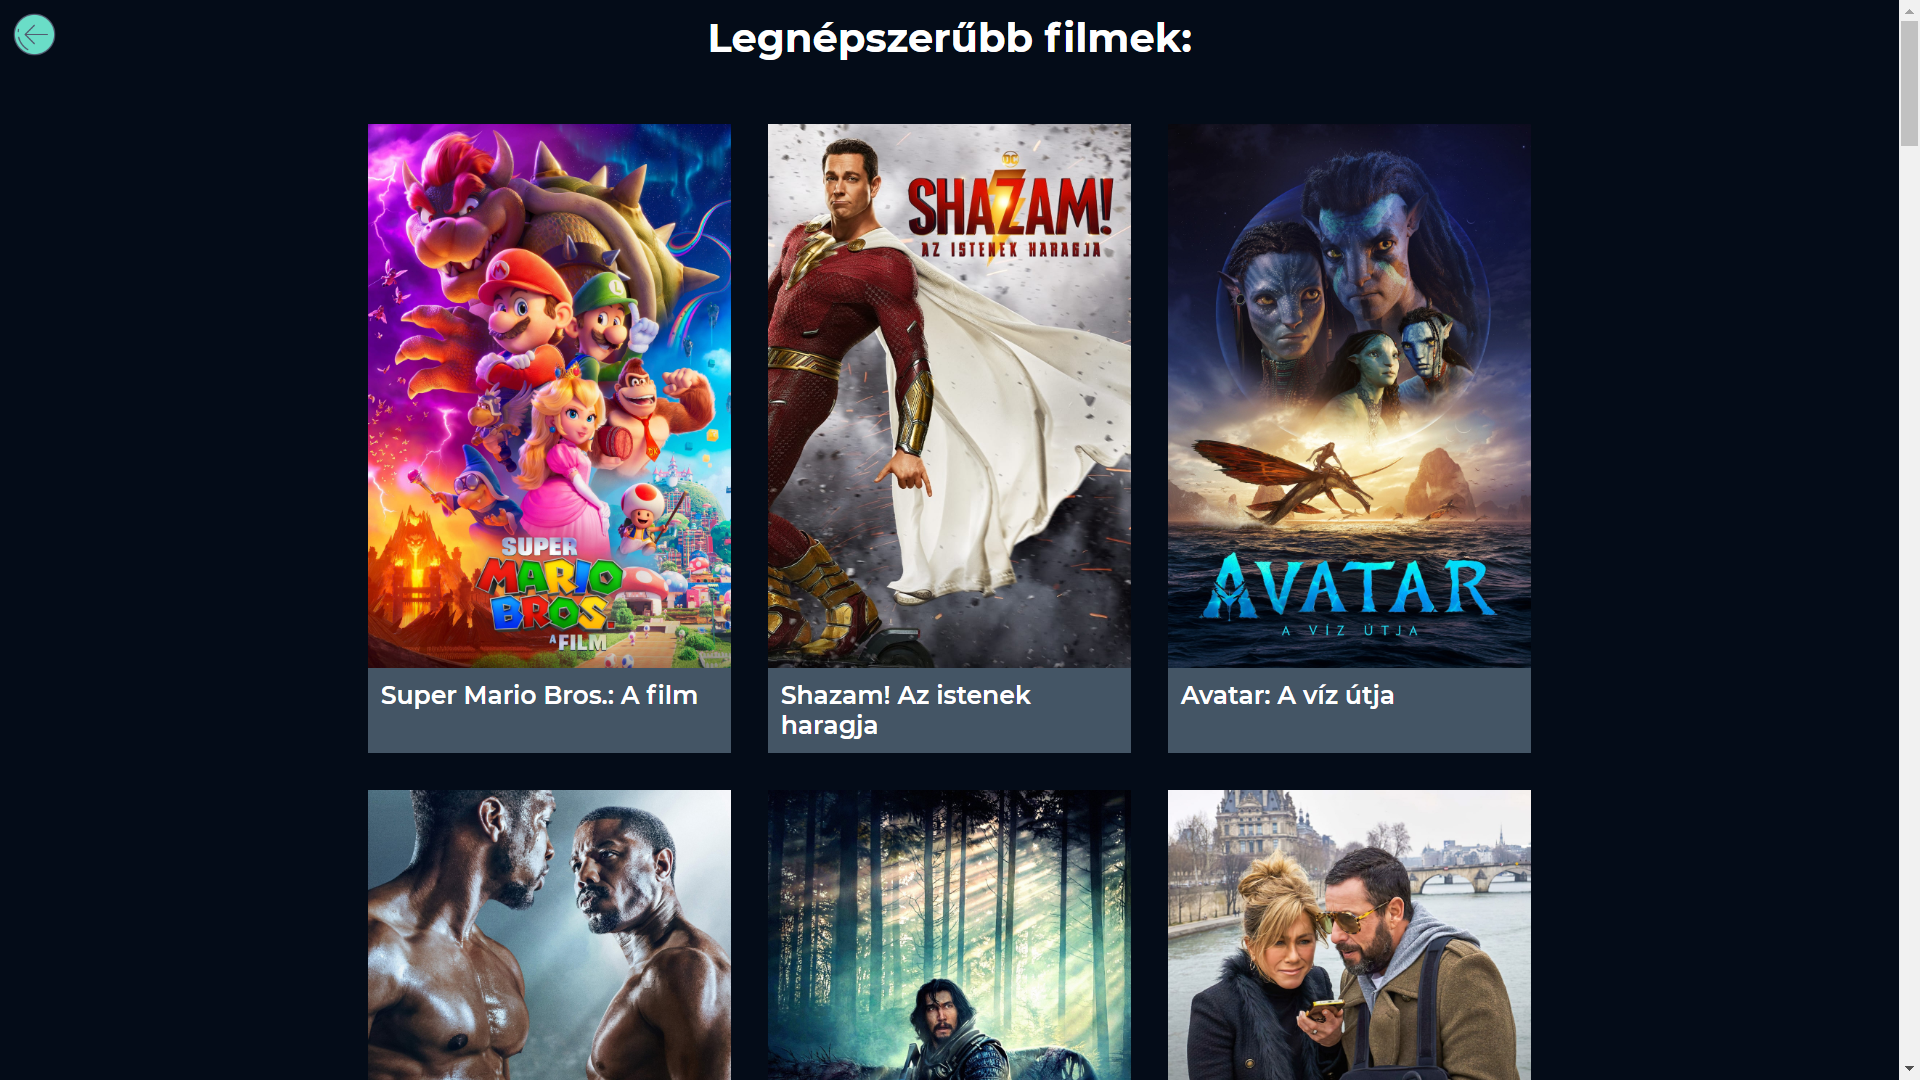 Legnépszerűbb filmek:
SUPER
MARIO
BROS.
A FILM
DC
SHAZAM!
AZ ISTENEK HARAGJA
AVATAR
A VÍZ ÚTJA
Super Mario Bros.: A film
Shazam! Az istenek
haragja
Avatar: A víz útja